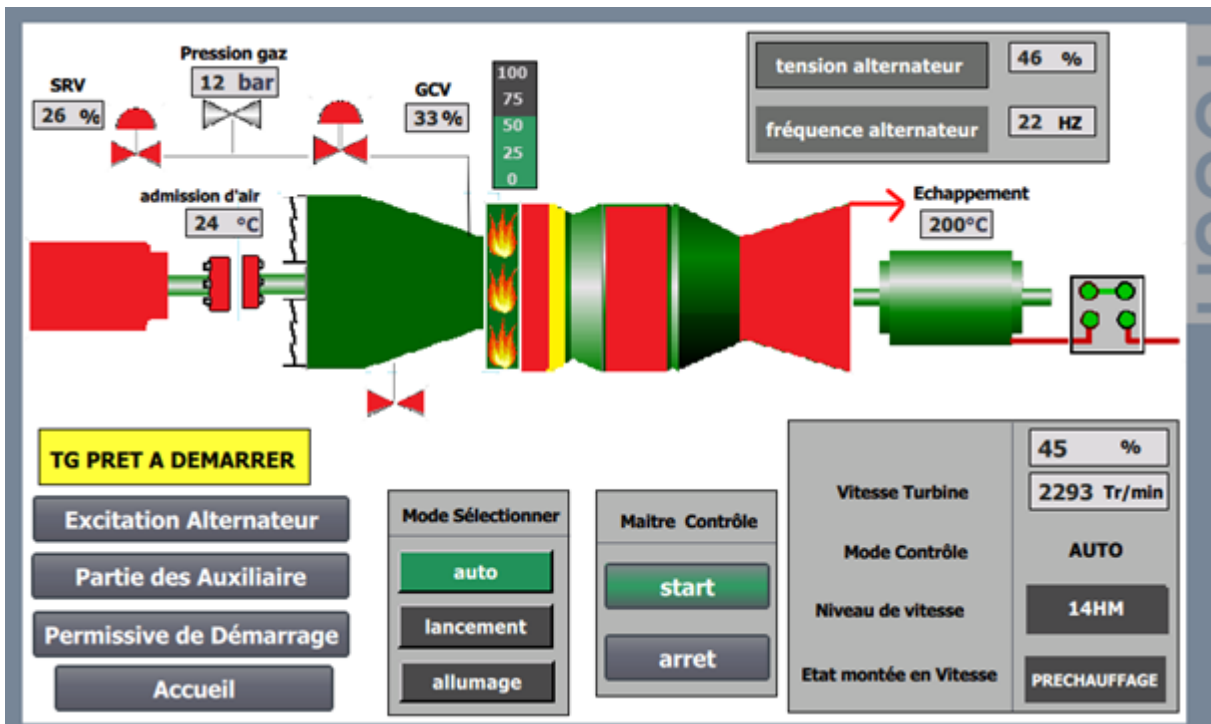 Pression gaz
12 bar
SRV
26 %
GCV
33 %
100
75
50
25
0
tension alternateur
46 %
fréquence alternateur
22 HZ
admission d'air
24 °C
Echappement
200°C
TG PRET A DEMARRER
Excitation Alternateur
Partie des Auxiliaire
Permissive de Démarrage
Accueil
Mode Sélectionner
auto
lancement
allumage
Maitre Contrôle
start
arret
45 %
Vitesse Turbine
2293 Tr/min
Mode Contrôle
AUTO
Niveau de vitesse
14HM
Etat montée en Vitesse
PRECHAUFFAGE